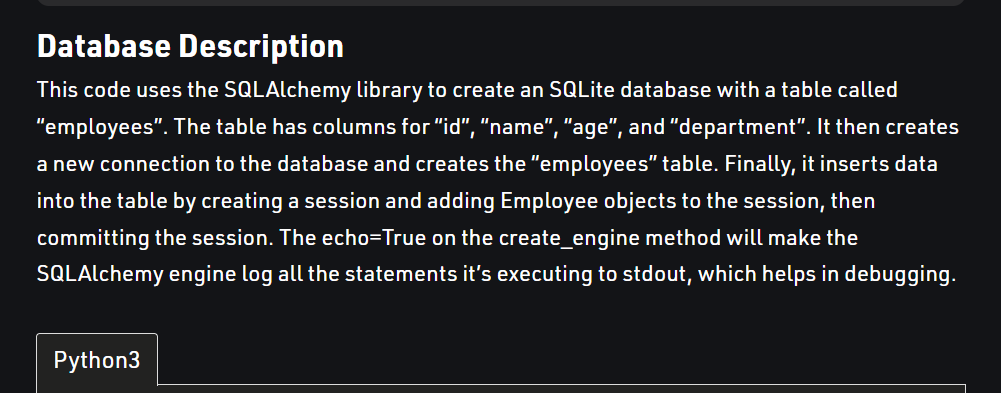 Database Description
This code uses the SQLAlchemy library to create an SQLite database with a table called
“employees”. The table has columns for “id”, “name”, “age”, and “department”. It then creates
a new connection to the database and creates the “employees” table. Finally, it inserts data
into the table by creating a session and adding Employee objects to the session, then
committing the session. The echo=True on the create_engine method will make the
SQLAlchemy engine log all the statements it’s executing to stdout, which helps in debugging.
Python3